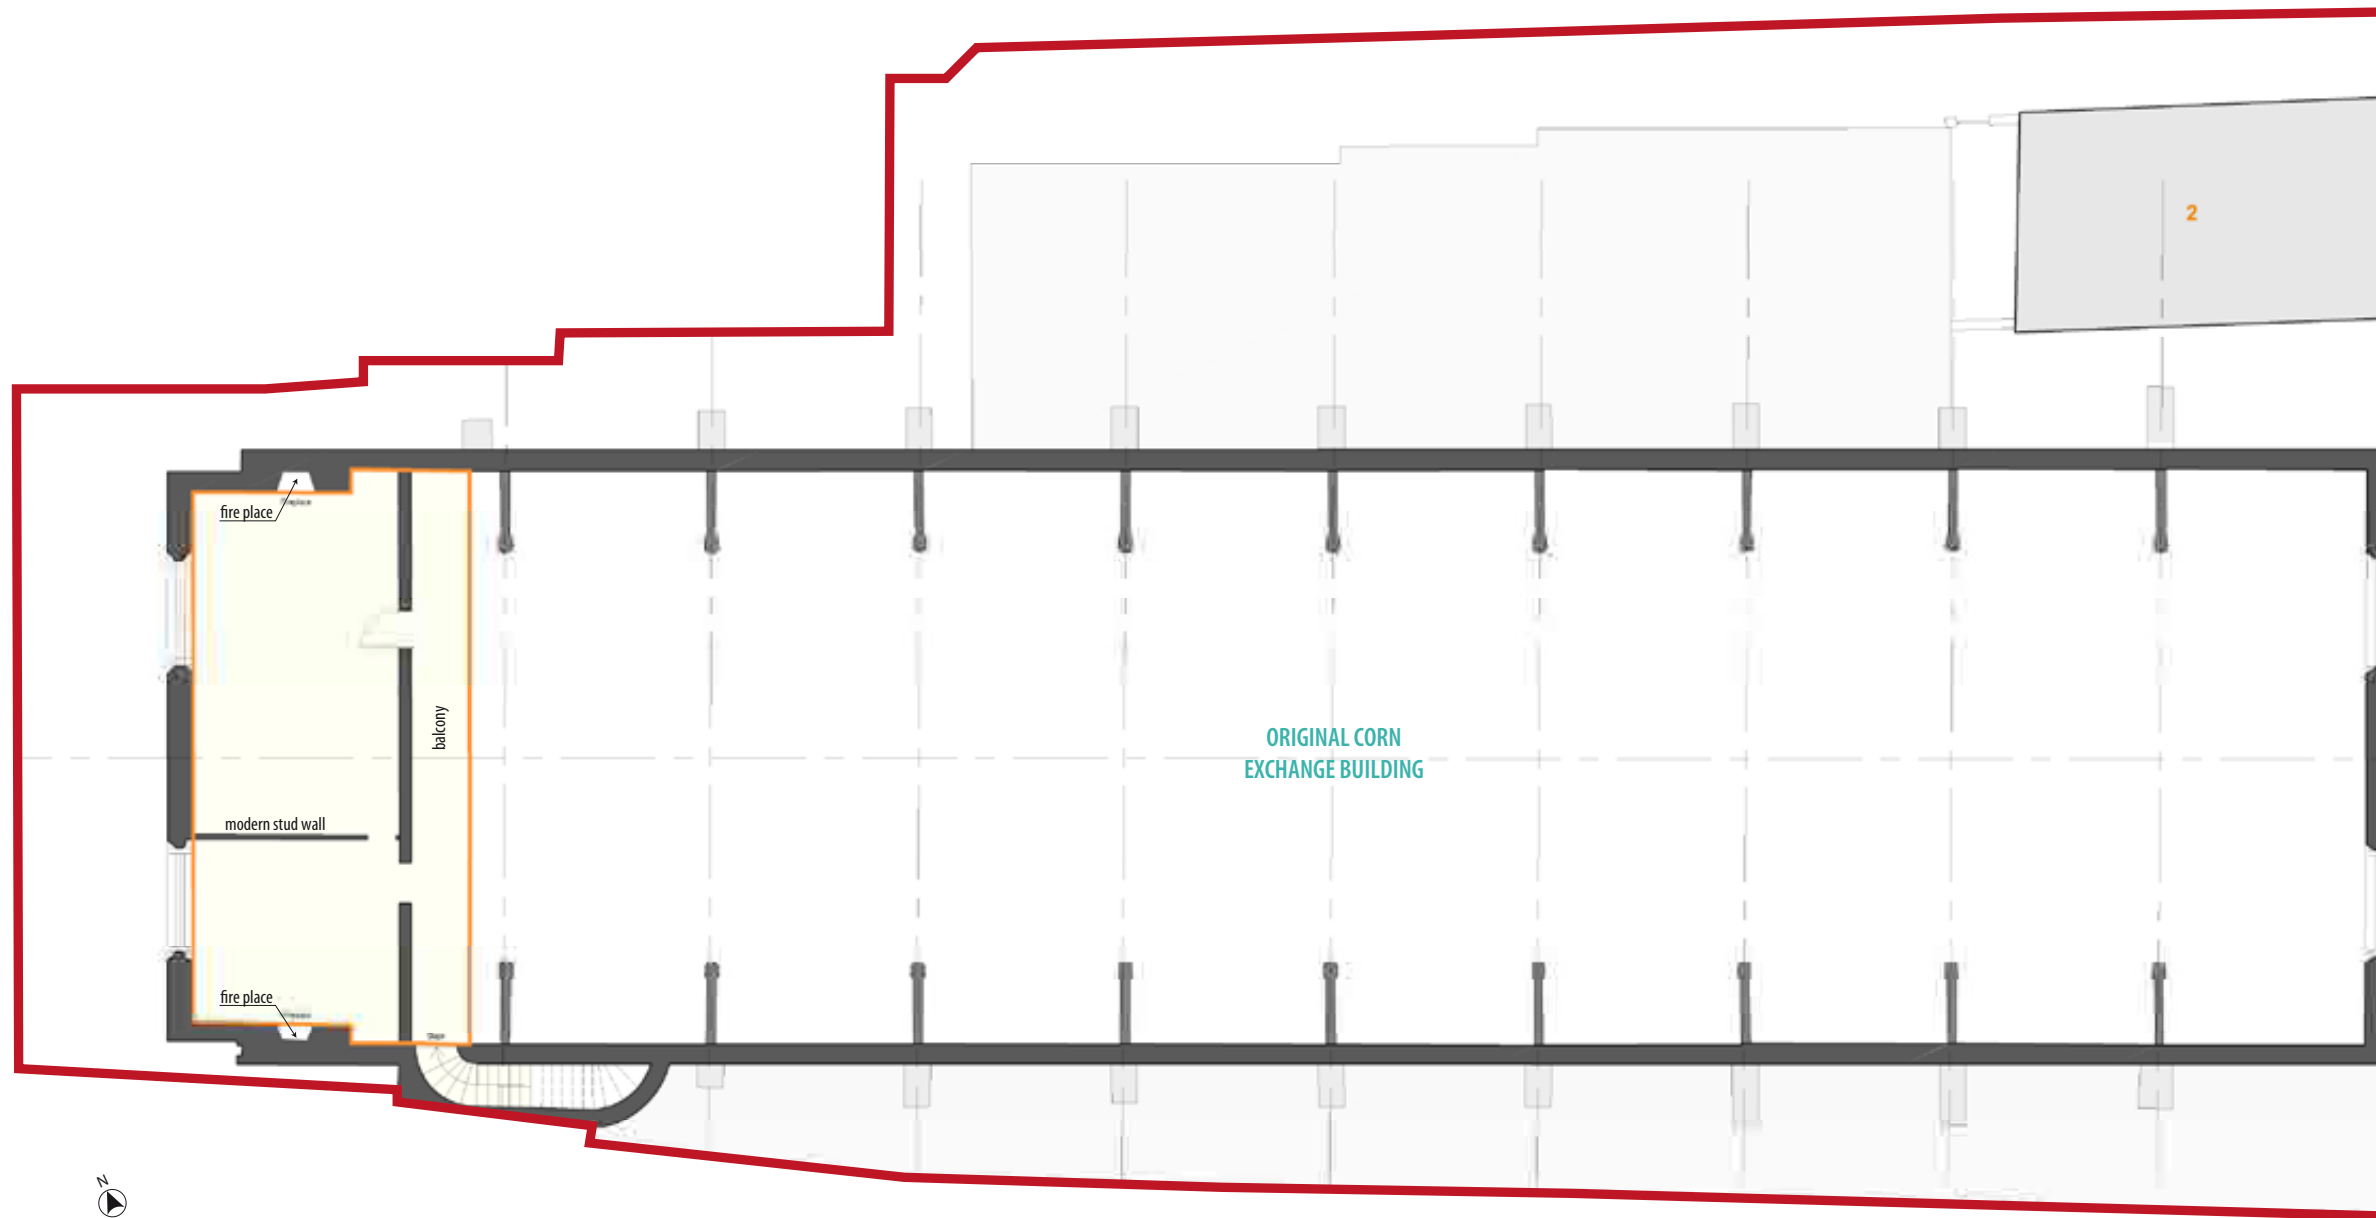 2
fire place
balcony
ORIGINAL CORN
EXCHANGE BUILDING
modern stud wall
fire place
N